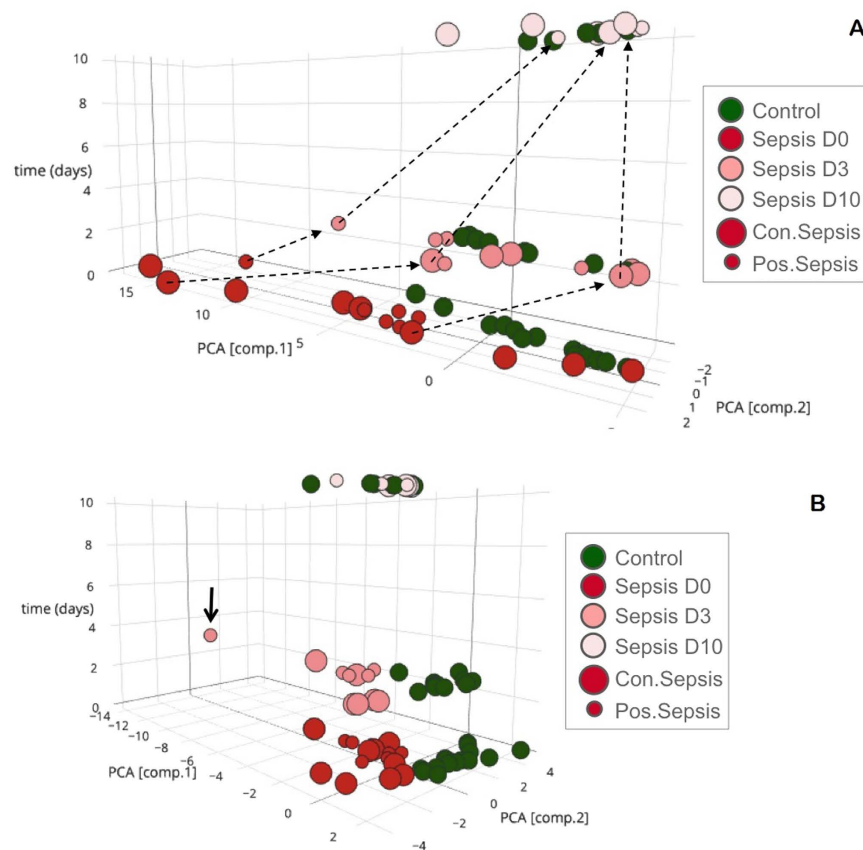 A
10
8
6
time (days)
4
2
0
15
10
PCA [comp.1] 5
0
−2
−1
0
1
2
PCA [comp.2]
Control
Sepsis D0
Sepsis D3
Sepsis D10
Con.Sepsis
Pos.Sepsis
B
10
8
6
time (days)
4
2
0
−14
−12
−10
−8
−6
−4
−2
0
2
PCA [comp.1]
4
2
0
−2
−4
PCA [comp.2]
Control
Sepsis D0
Sepsis D3
Sepsis D10
Con.Sepsis
Pos.Sepsis